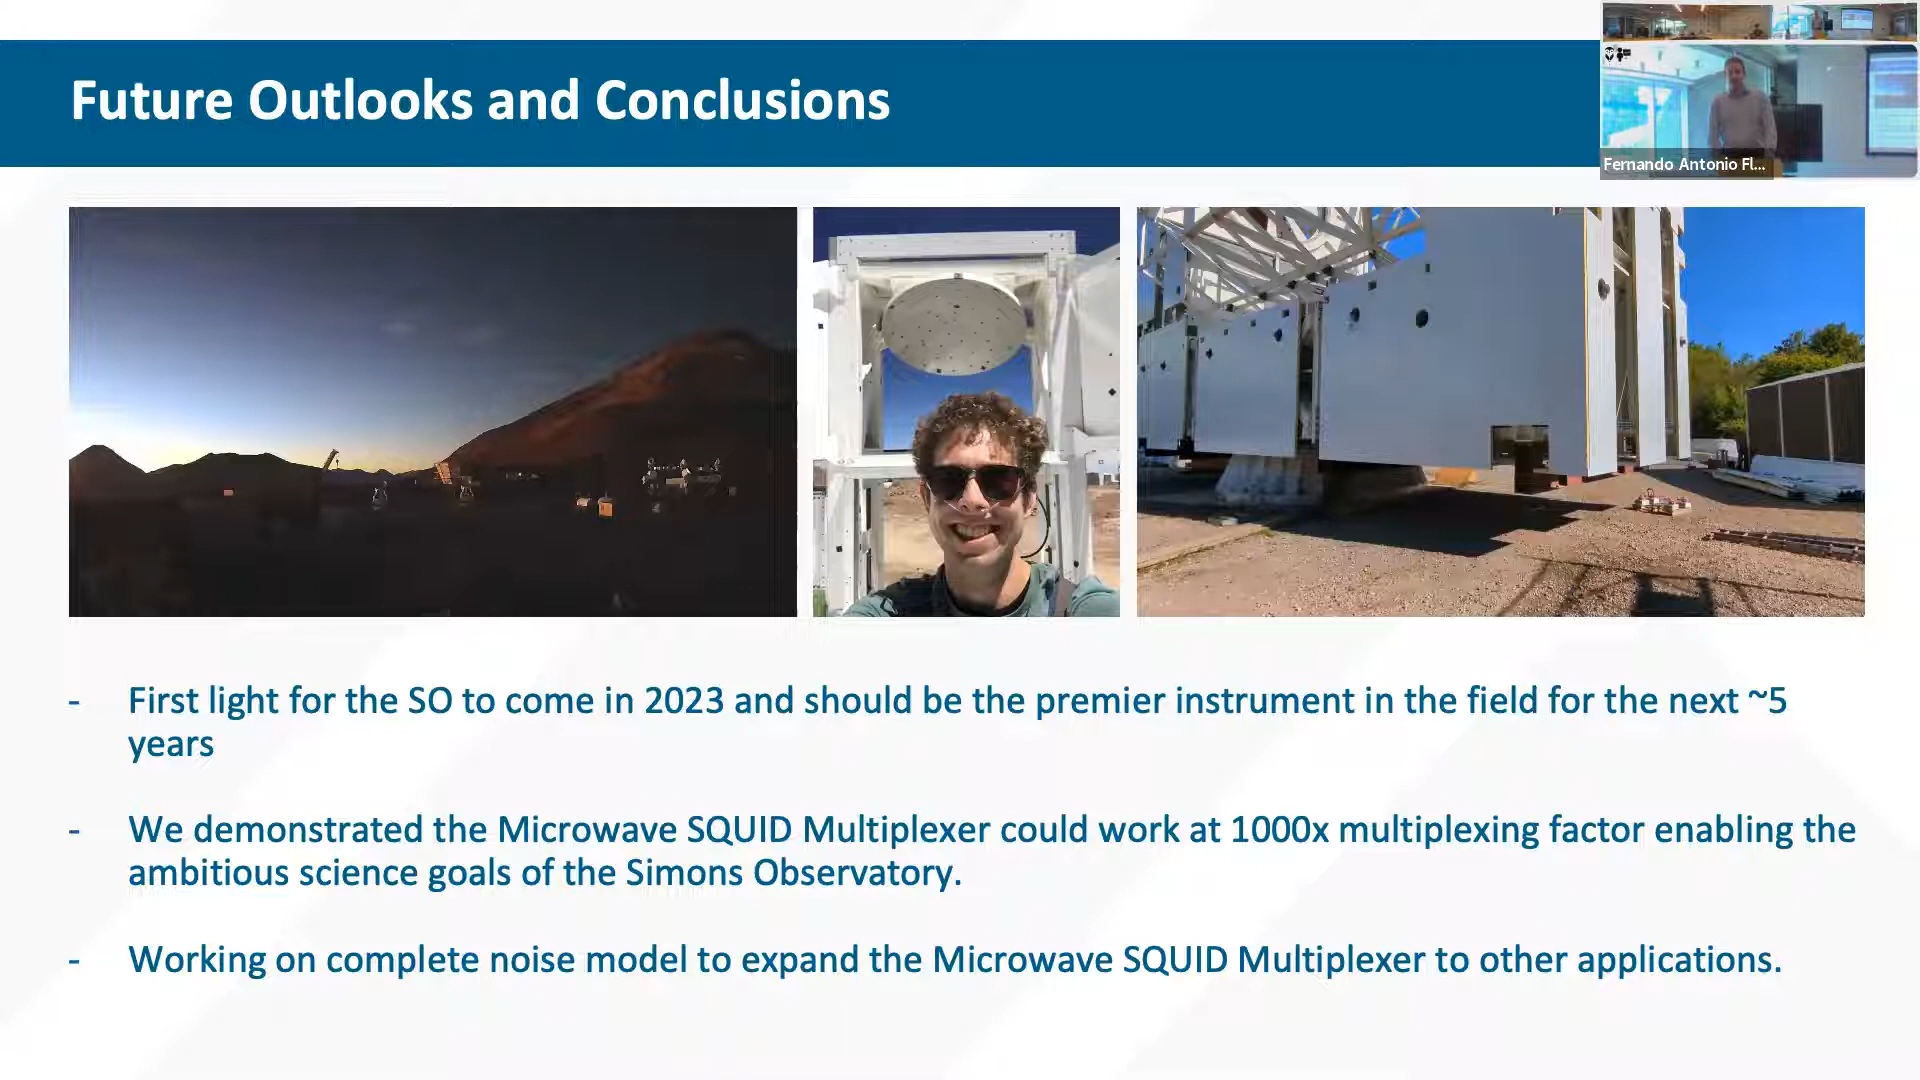 Future Outlooks and Conclusions
Fernando Antonio Fl...
- First light for the SO to come in 2023 and should be the premier instrument in the field for the next ~5
years
- We demonstrated the Microwave SQUID Multiplexer could work at 1000x multiplexing factor enabling the
ambitious science goals of the Simons Observatory.
- Working on complete noise model to expand the Microwave SQUID Multiplexer to other applications.